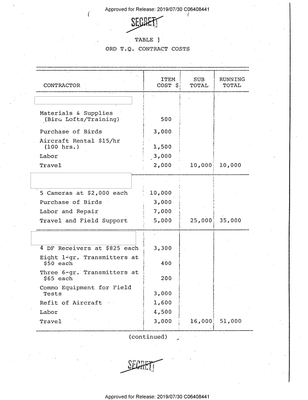 Approved for Release: 2019/07/30 C06408441
SECRET
TABLE 1
ORD T.Q. CONTRACT COSTS
CONTRACTOR ITEM COST $ SUB TOTAL RUNNING TOTAL
Materials & Supplies
(Biru Lofts/Training) 500
Purchase of Birds 3,000
Aircraft Rental $15/hr
(100 hrs.) 1,500
Labor 3,000
Travel 2,000 10,000 10,000
5 Cameras at $2,000 each 10,000
Purchase of Birds 3,000
Labor and Repair 7,000
Travel and Field Support 5,000 25,000 35,000
4 DF Receivers at $825 each 3,300
Eight 1-gr. Transmitters at
$50 each 400
Three 6-gr. Transmitters at
$65 each 200
Commo Equipment for Field
Tests 3,000
Refit of Aircraft 1,600
Labor 4,500
Travel 3,000 16,000 51,000
(continued)
SECRET
Approved for Release: 2019/07/30 C06408441